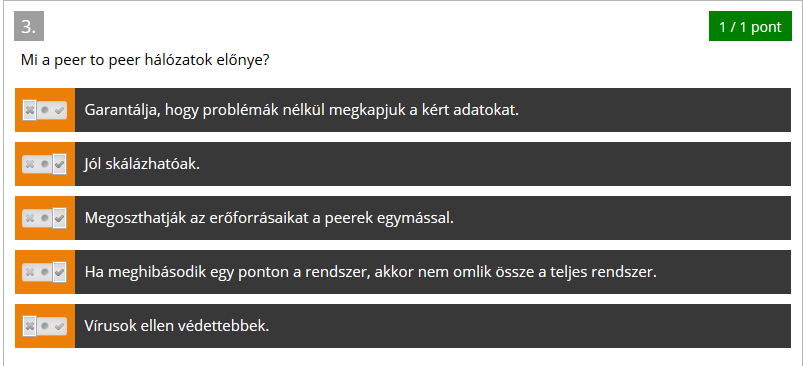 3.
1 / 1 pont
Mi a peer to peer hálózatok előnye?
Garantálja, hogy problémák nélkül megkapjuk a kért adatokat.
Jól skálázhatóak.
Megoszthatják az erőforrásaikat a peerek egymással.
Ha meghibásodik egy ponton a rendszer, akkor nem omlik össze a teljes rendszer.
Vírusok ellen védettebbek.